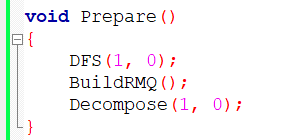 void Prepare()
{
DFS(1, 0);
BuildRMQ();
Decompose(1, 0);
}